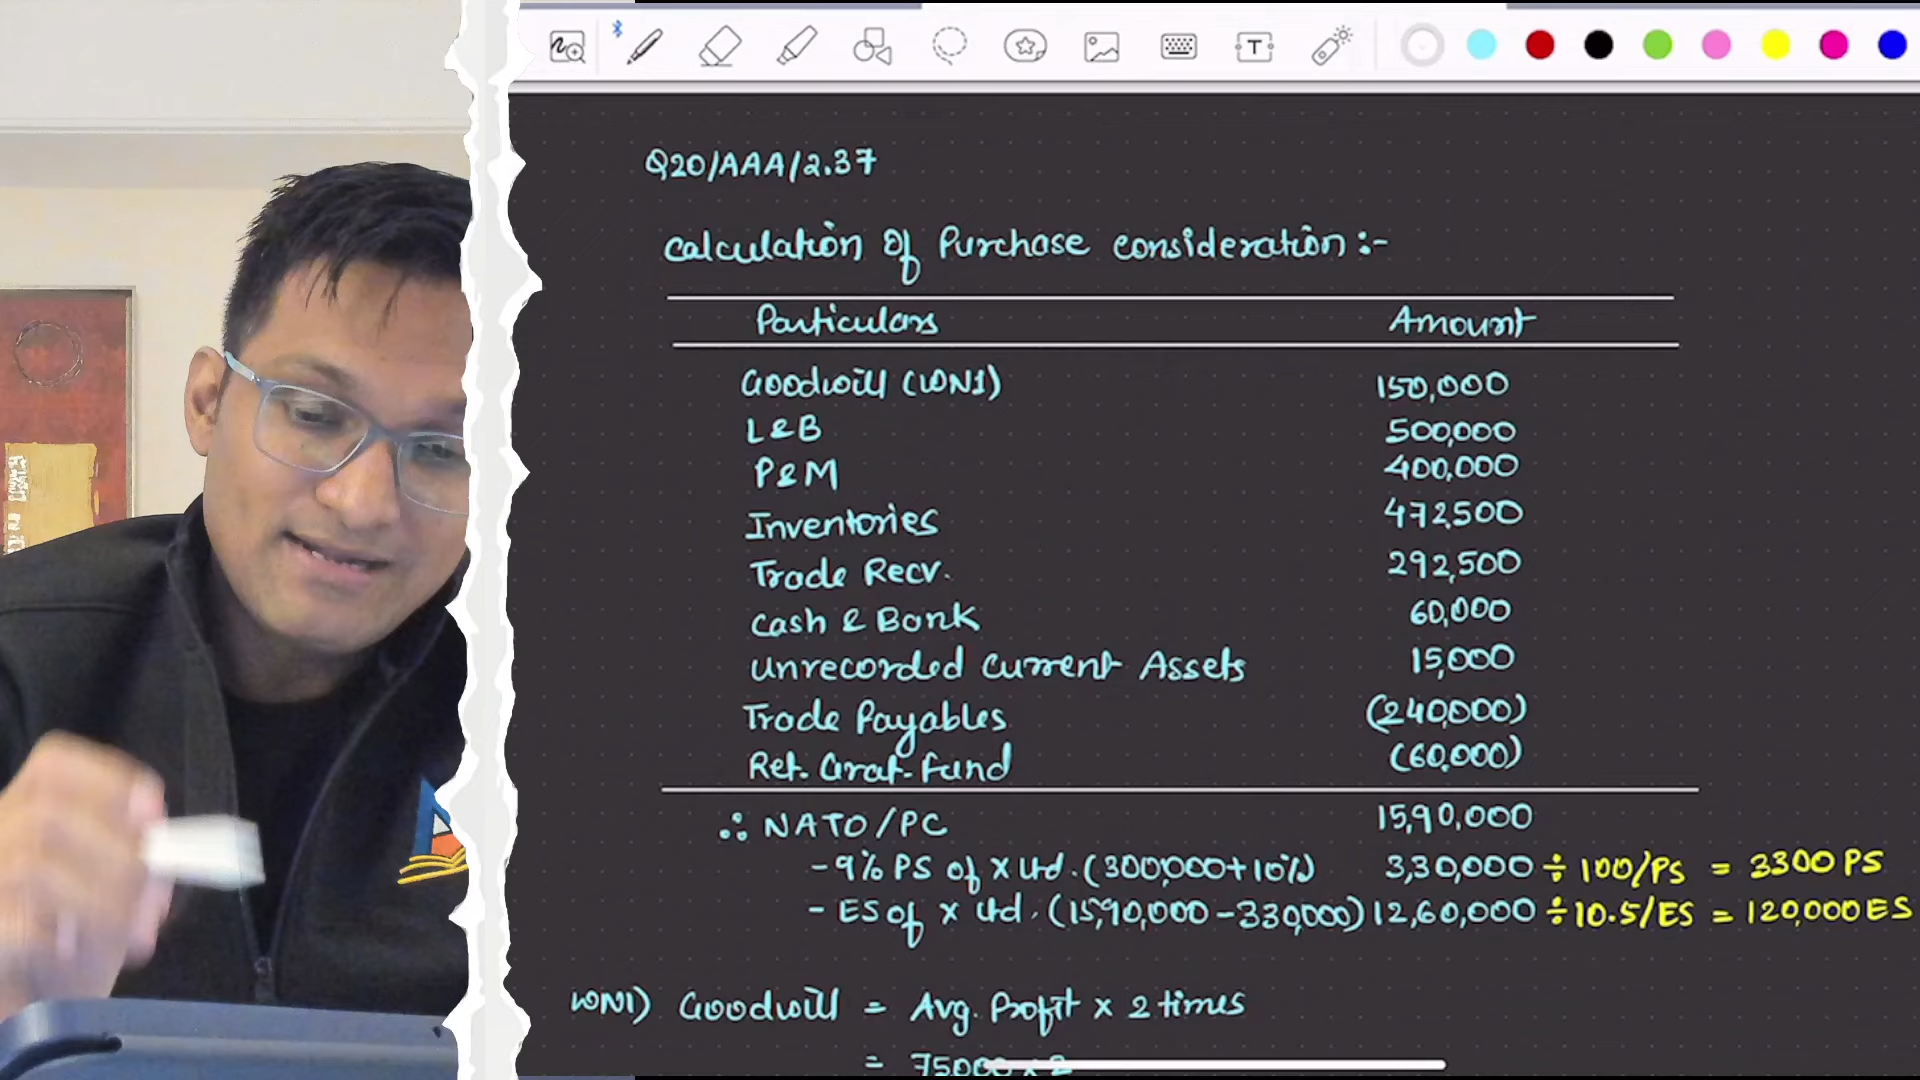 Q20/AAA/2.37
Calculation of Purchase consideration :-
Particulars Amount
Goodwill (WN1) 150,000
L&B 500,000
P&M 400,000
Inventories 472,500
Trade Recv. 292,500
Cash & Bank 60,000
Unrecorded Current Assets 15,000
Trade Payables (240,000)
Ret. Grat. Fund (60,000)
∴ NATO/PC 15,90,000
- 9% PS of X Ltd. (300,000+10%) 3,30,000 ÷ 100/PS = 3300 PS
- ES of X Ltd. (15,90,000-330,000) 12,60,000 ÷ 10.5/ES = 120,000 ES
WN1) Goodwill = Avg. Profit x 2 times
= 75000 x 2